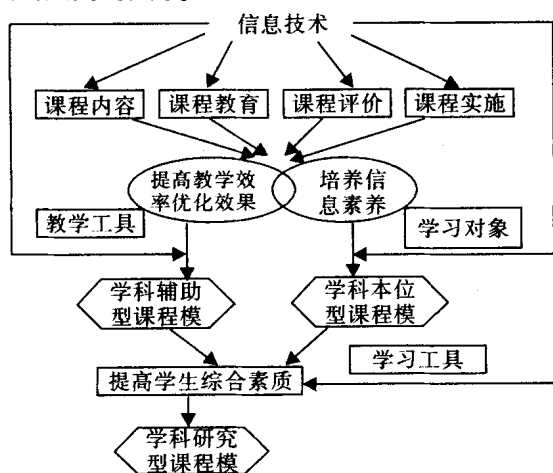 信息技术
课程内容
课程教育
课程评价
课程实施
提高教学效
率优化效果
培养信
息素养
教学工具
学习对象
学科辅助
型课程模
学科本位
型课程模
学习工具
提高学生综合素质
学科研究
型课程模